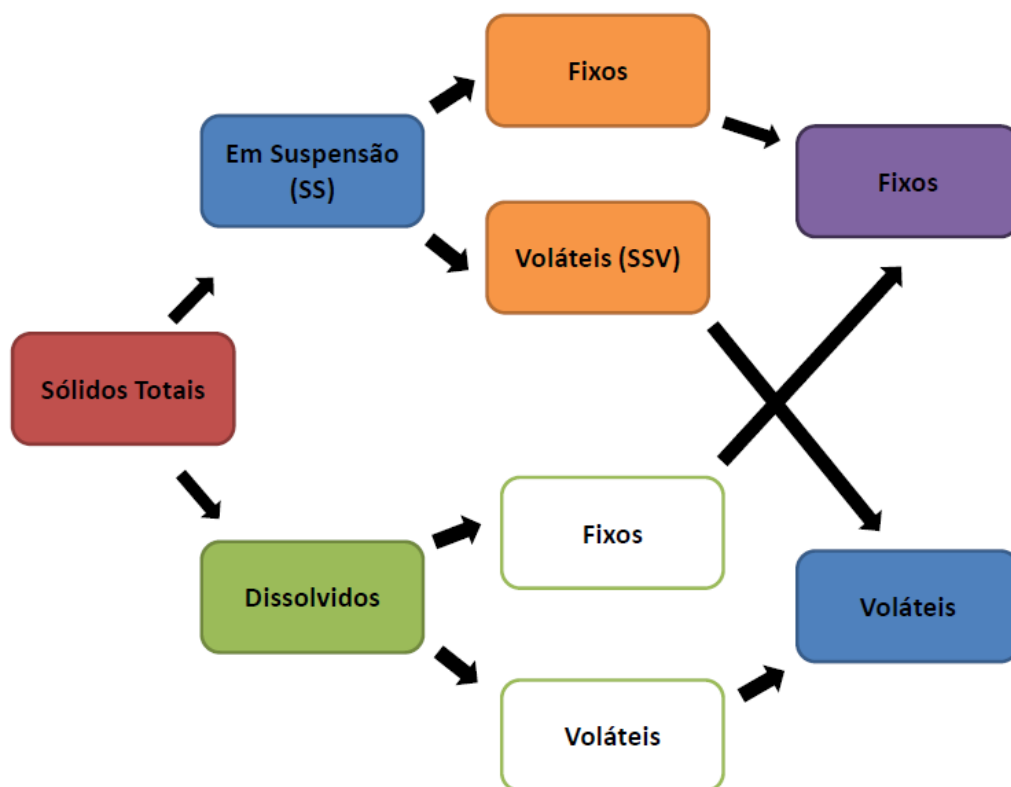 Fixos
Em Suspensão
(SS)
Fixos
Voláteis (SSV)
Sólidos Totais
Fixos
Dissolvidos
Voláteis
Voláteis